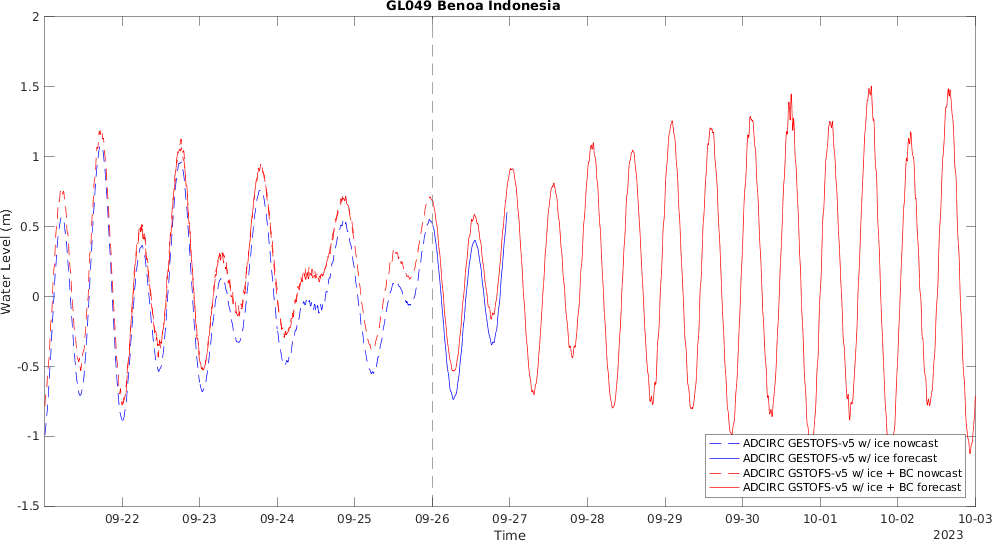 GL049 Benoa Indonesia
2
1.5
1
0.5
0
-0.5
-1
-1.5
Water Level (m)
ADCIRC GESTOFS-v5 w/ ice nowcast
ADCIRC GESTOFS-v5 w/ ice forecast
ADCIRC GSTOFS-v5 w/ ice + BC nowcast
ADCIRC GSTOFS-v5 w/ ice + BC forecast
09-22 09-23 09-24 09-25 09-26 09-27 09-28 09-29 09-30 10-01 10-02 10-03
Time
2023